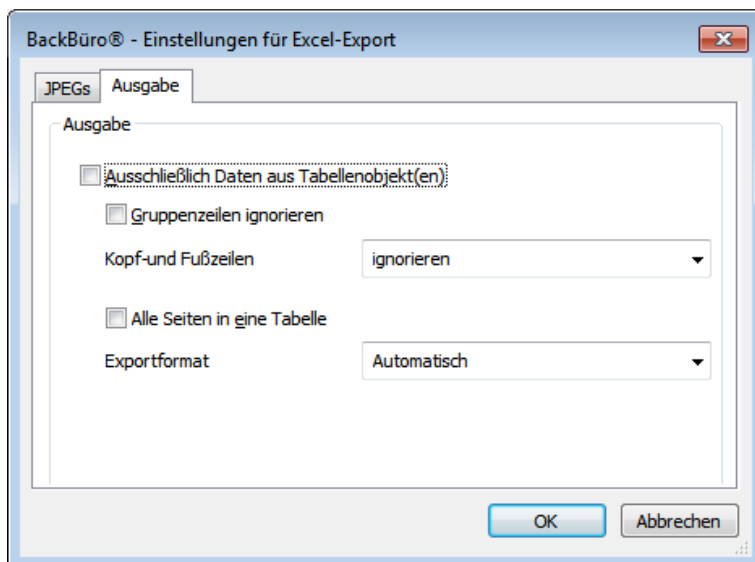 BackBüro® - Einstellungen für Excel-Export
JPEGs
Ausgabe
Ausgabe
Ausschließlich Daten aus Tabellenobjekt(en)
Gruppenzeilen ignorieren
Kopf-und Fußzeilen
ignorieren
Alle Seiten in eine Tabelle
Exportformat
Automatisch
OK
Abbrechen